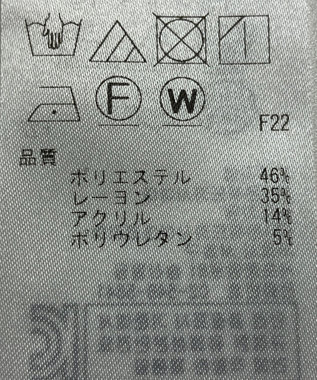 F W
F22
品質
ポリエステル 46%
レーヨン 35%
アクリル 14%
ポリウレタン 5%